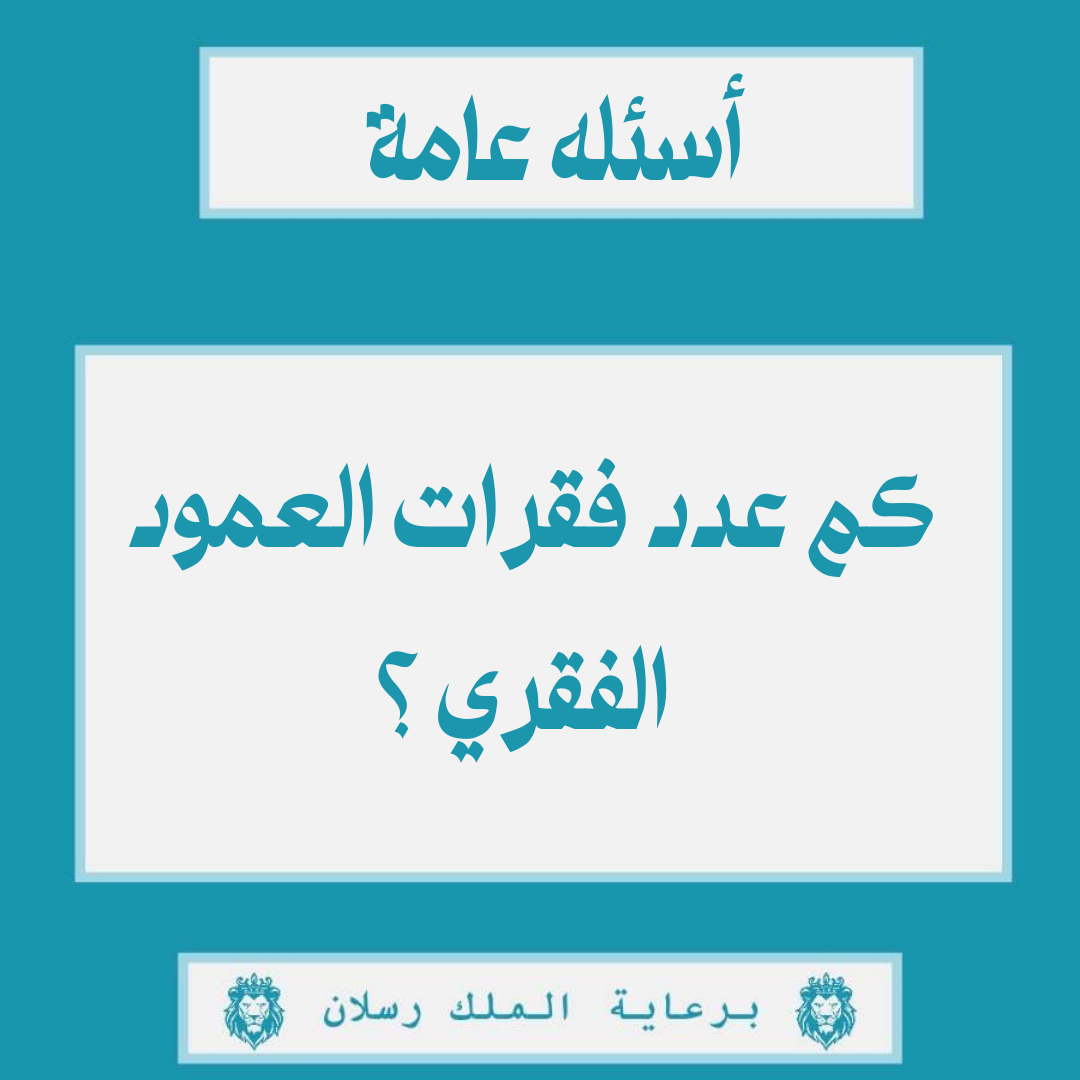 أسئله عامة
كم عدد فقرات العمود
الفقري ؟
برعاية الملك رسلان